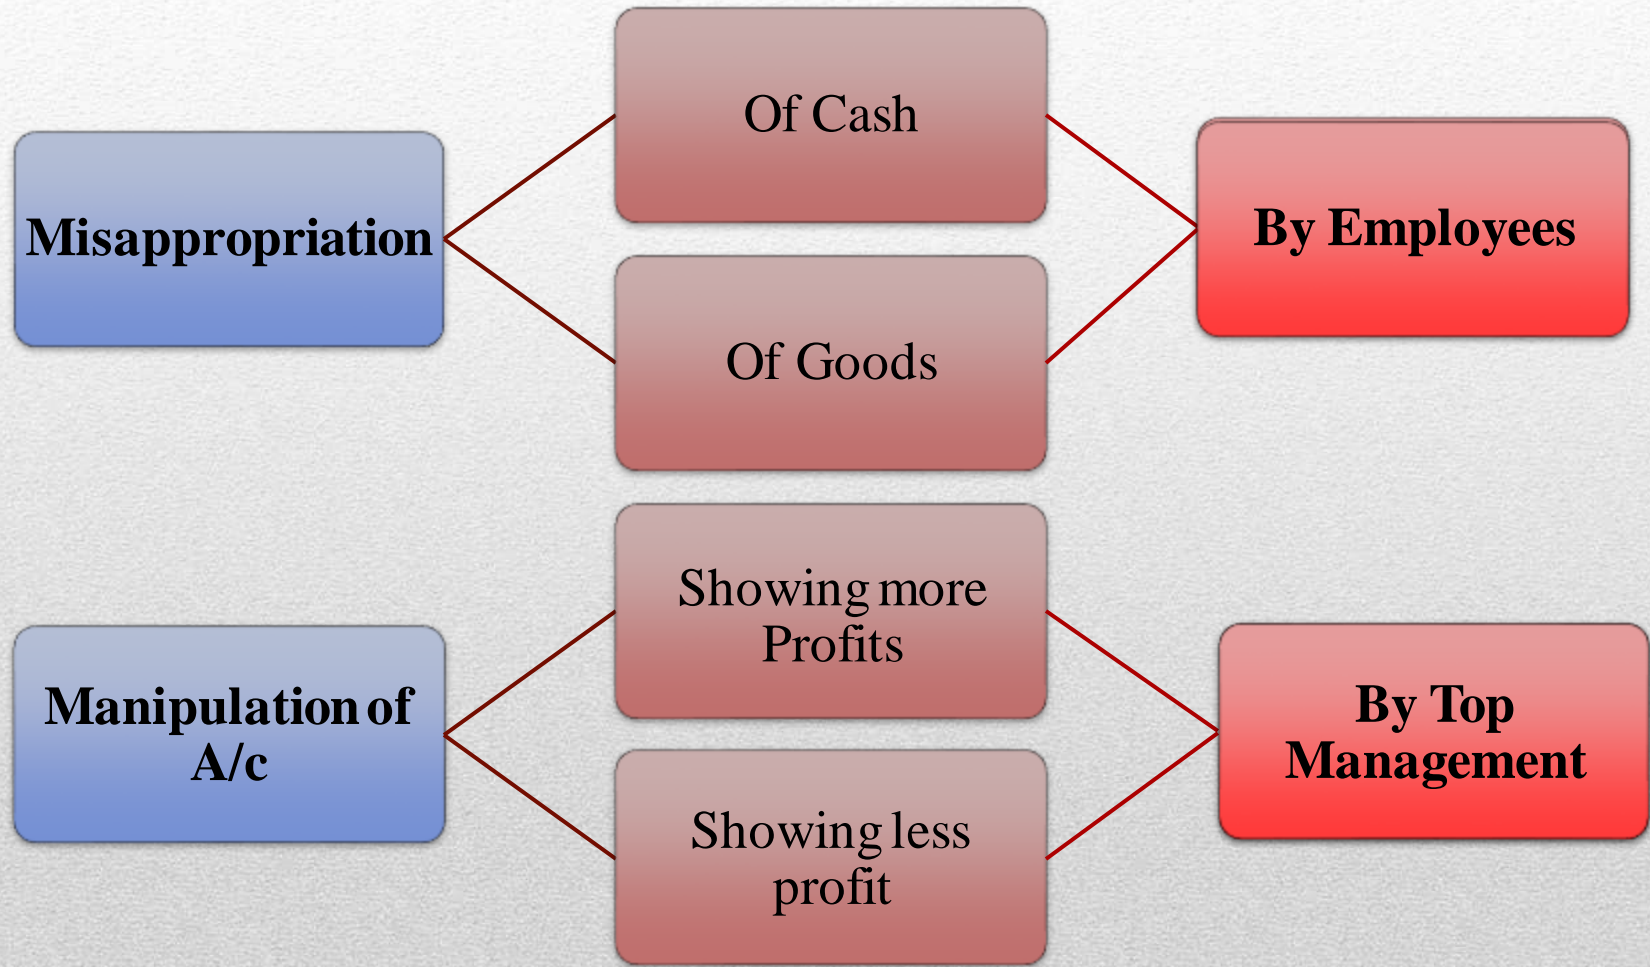 Of Cash
Misappropriation
By Employees
Of Goods
Showing more
Profits
Manipulation of
A/c
By Top
Management
Showing less
profit